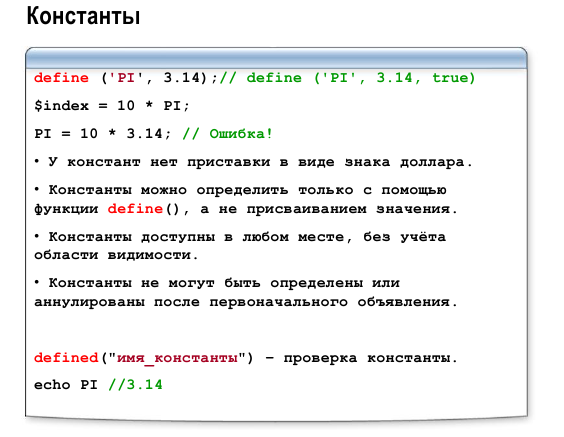 Константы
define ('PI', 3.14);// define ('PI', 3.14, true)
$index = 10 * PI;
PI = 10 * 3.14; // Ошибка!
• У констант нет приставки в виде знака доллара.
• Константы можно определить только с помощью
функции define(), а не присваиванием значения.
• Константы доступны в любом месте, без учёта
области видимости.
• Константы не могут быть определены или
аннулированы после первоначального объявления.
defined("имя_константы") – проверка константы.
echo PI //3.14